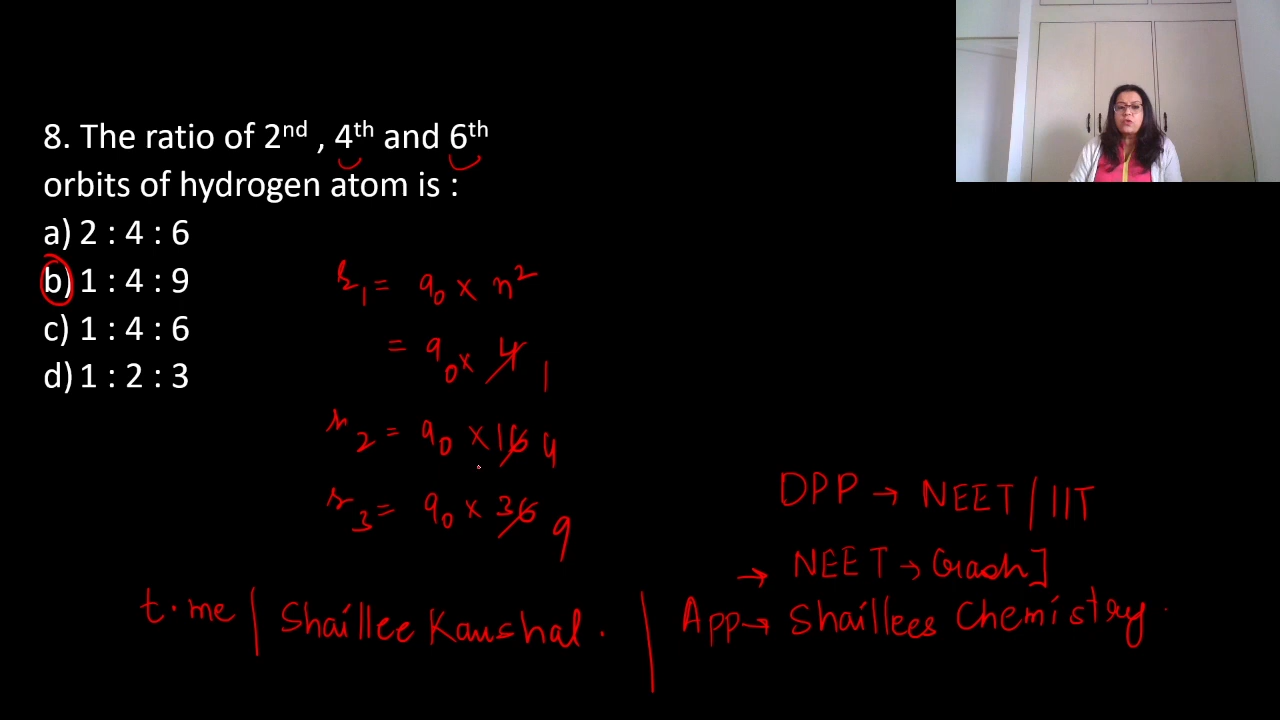 8. The ratio of 2nd , 4th and 6th
orbits of hydrogen atom is :
a) 2 : 4 : 6
b) 1 : 4 : 9
c) 1 : 4 : 6
d) 1 : 2 : 3
r1 = a0 × n²
= a0 × 4 1
r2 = a0 × 16 4
r3 = a0 × 36 9
DPP → NEET / IIT
→ NEET → Crash ]
t.me / Shaillee Kaushal . / App → Shaillees Chemistry .